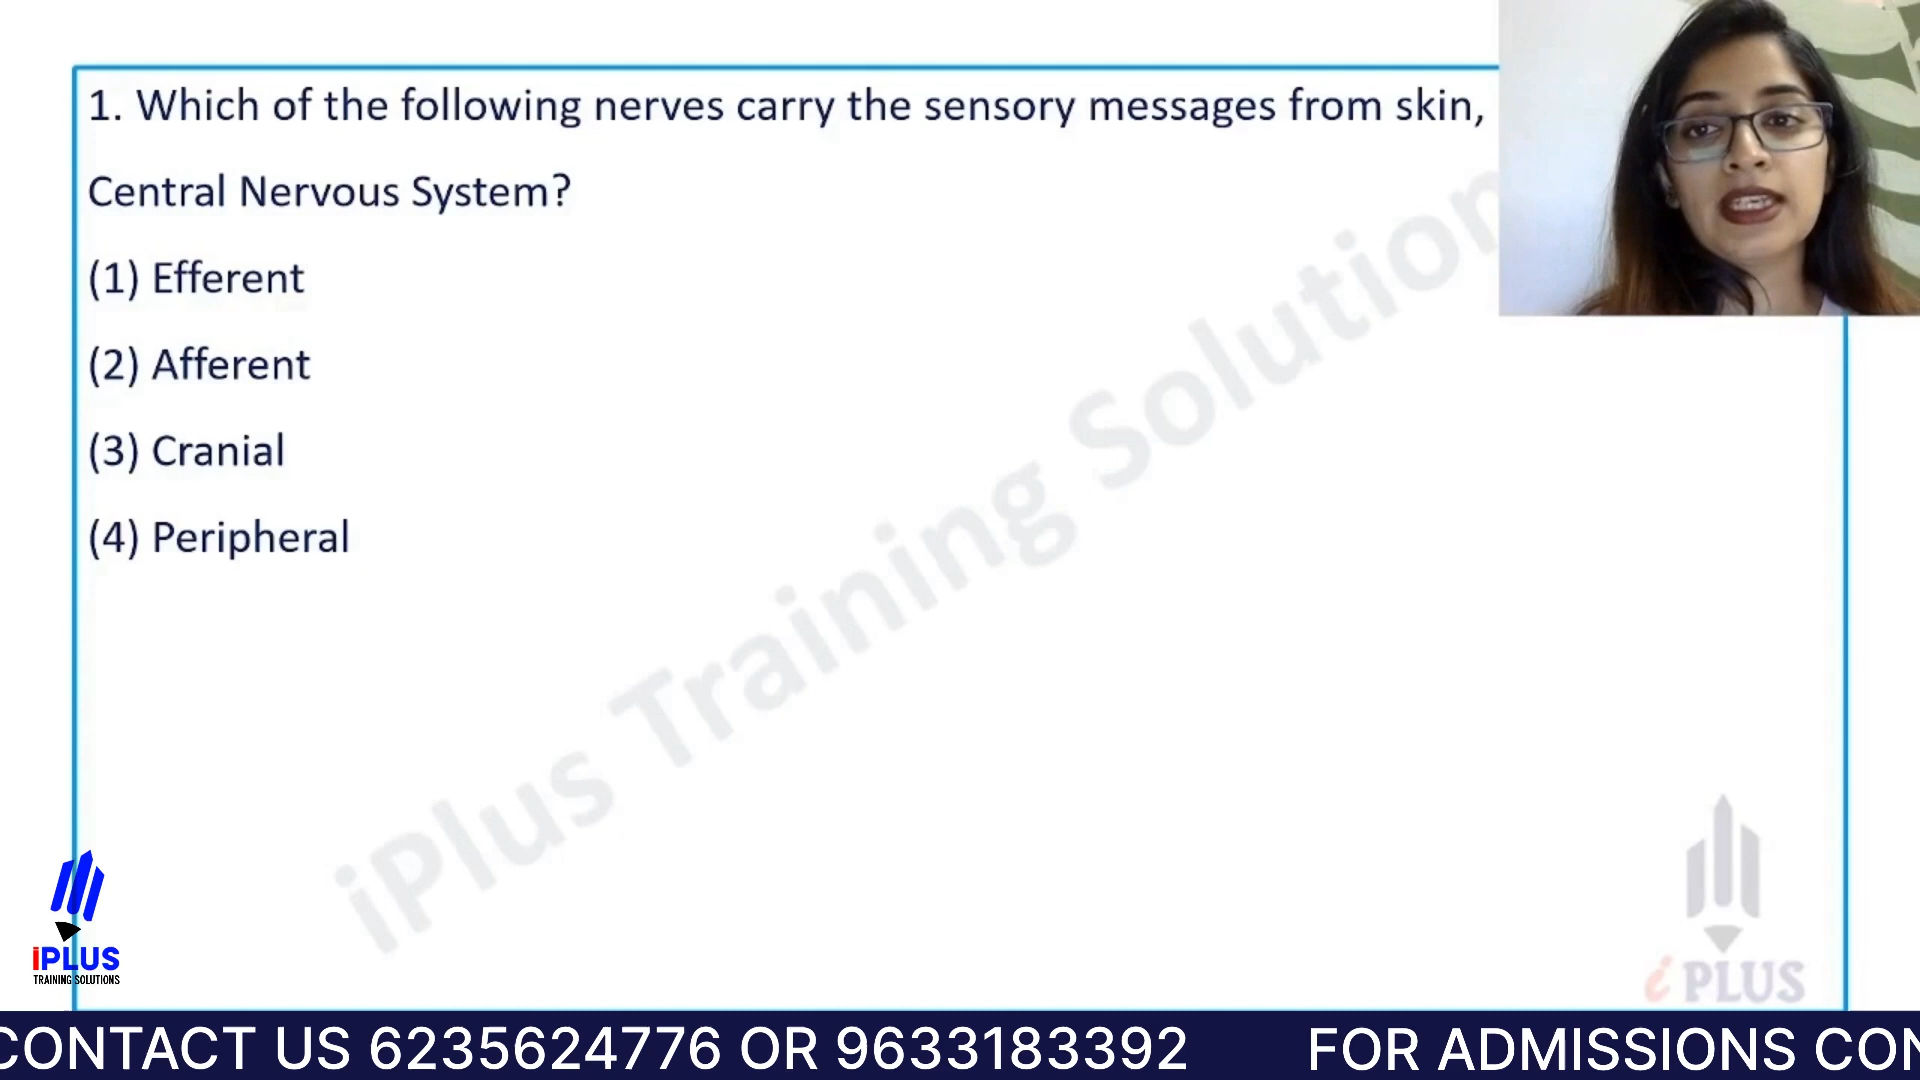 1. Which of the following nerves carry the sensory messages from skin,
Central Nervous System?
(1) Efferent
(2) Afferent
(3) Cranial
(4) Peripheral
iPlus Training Solution
iPLUS
TRAINING SOLUTIONS
i PLUS
CONTACT US 6235624776 OR 9633183392 FOR ADMISSIONS CON